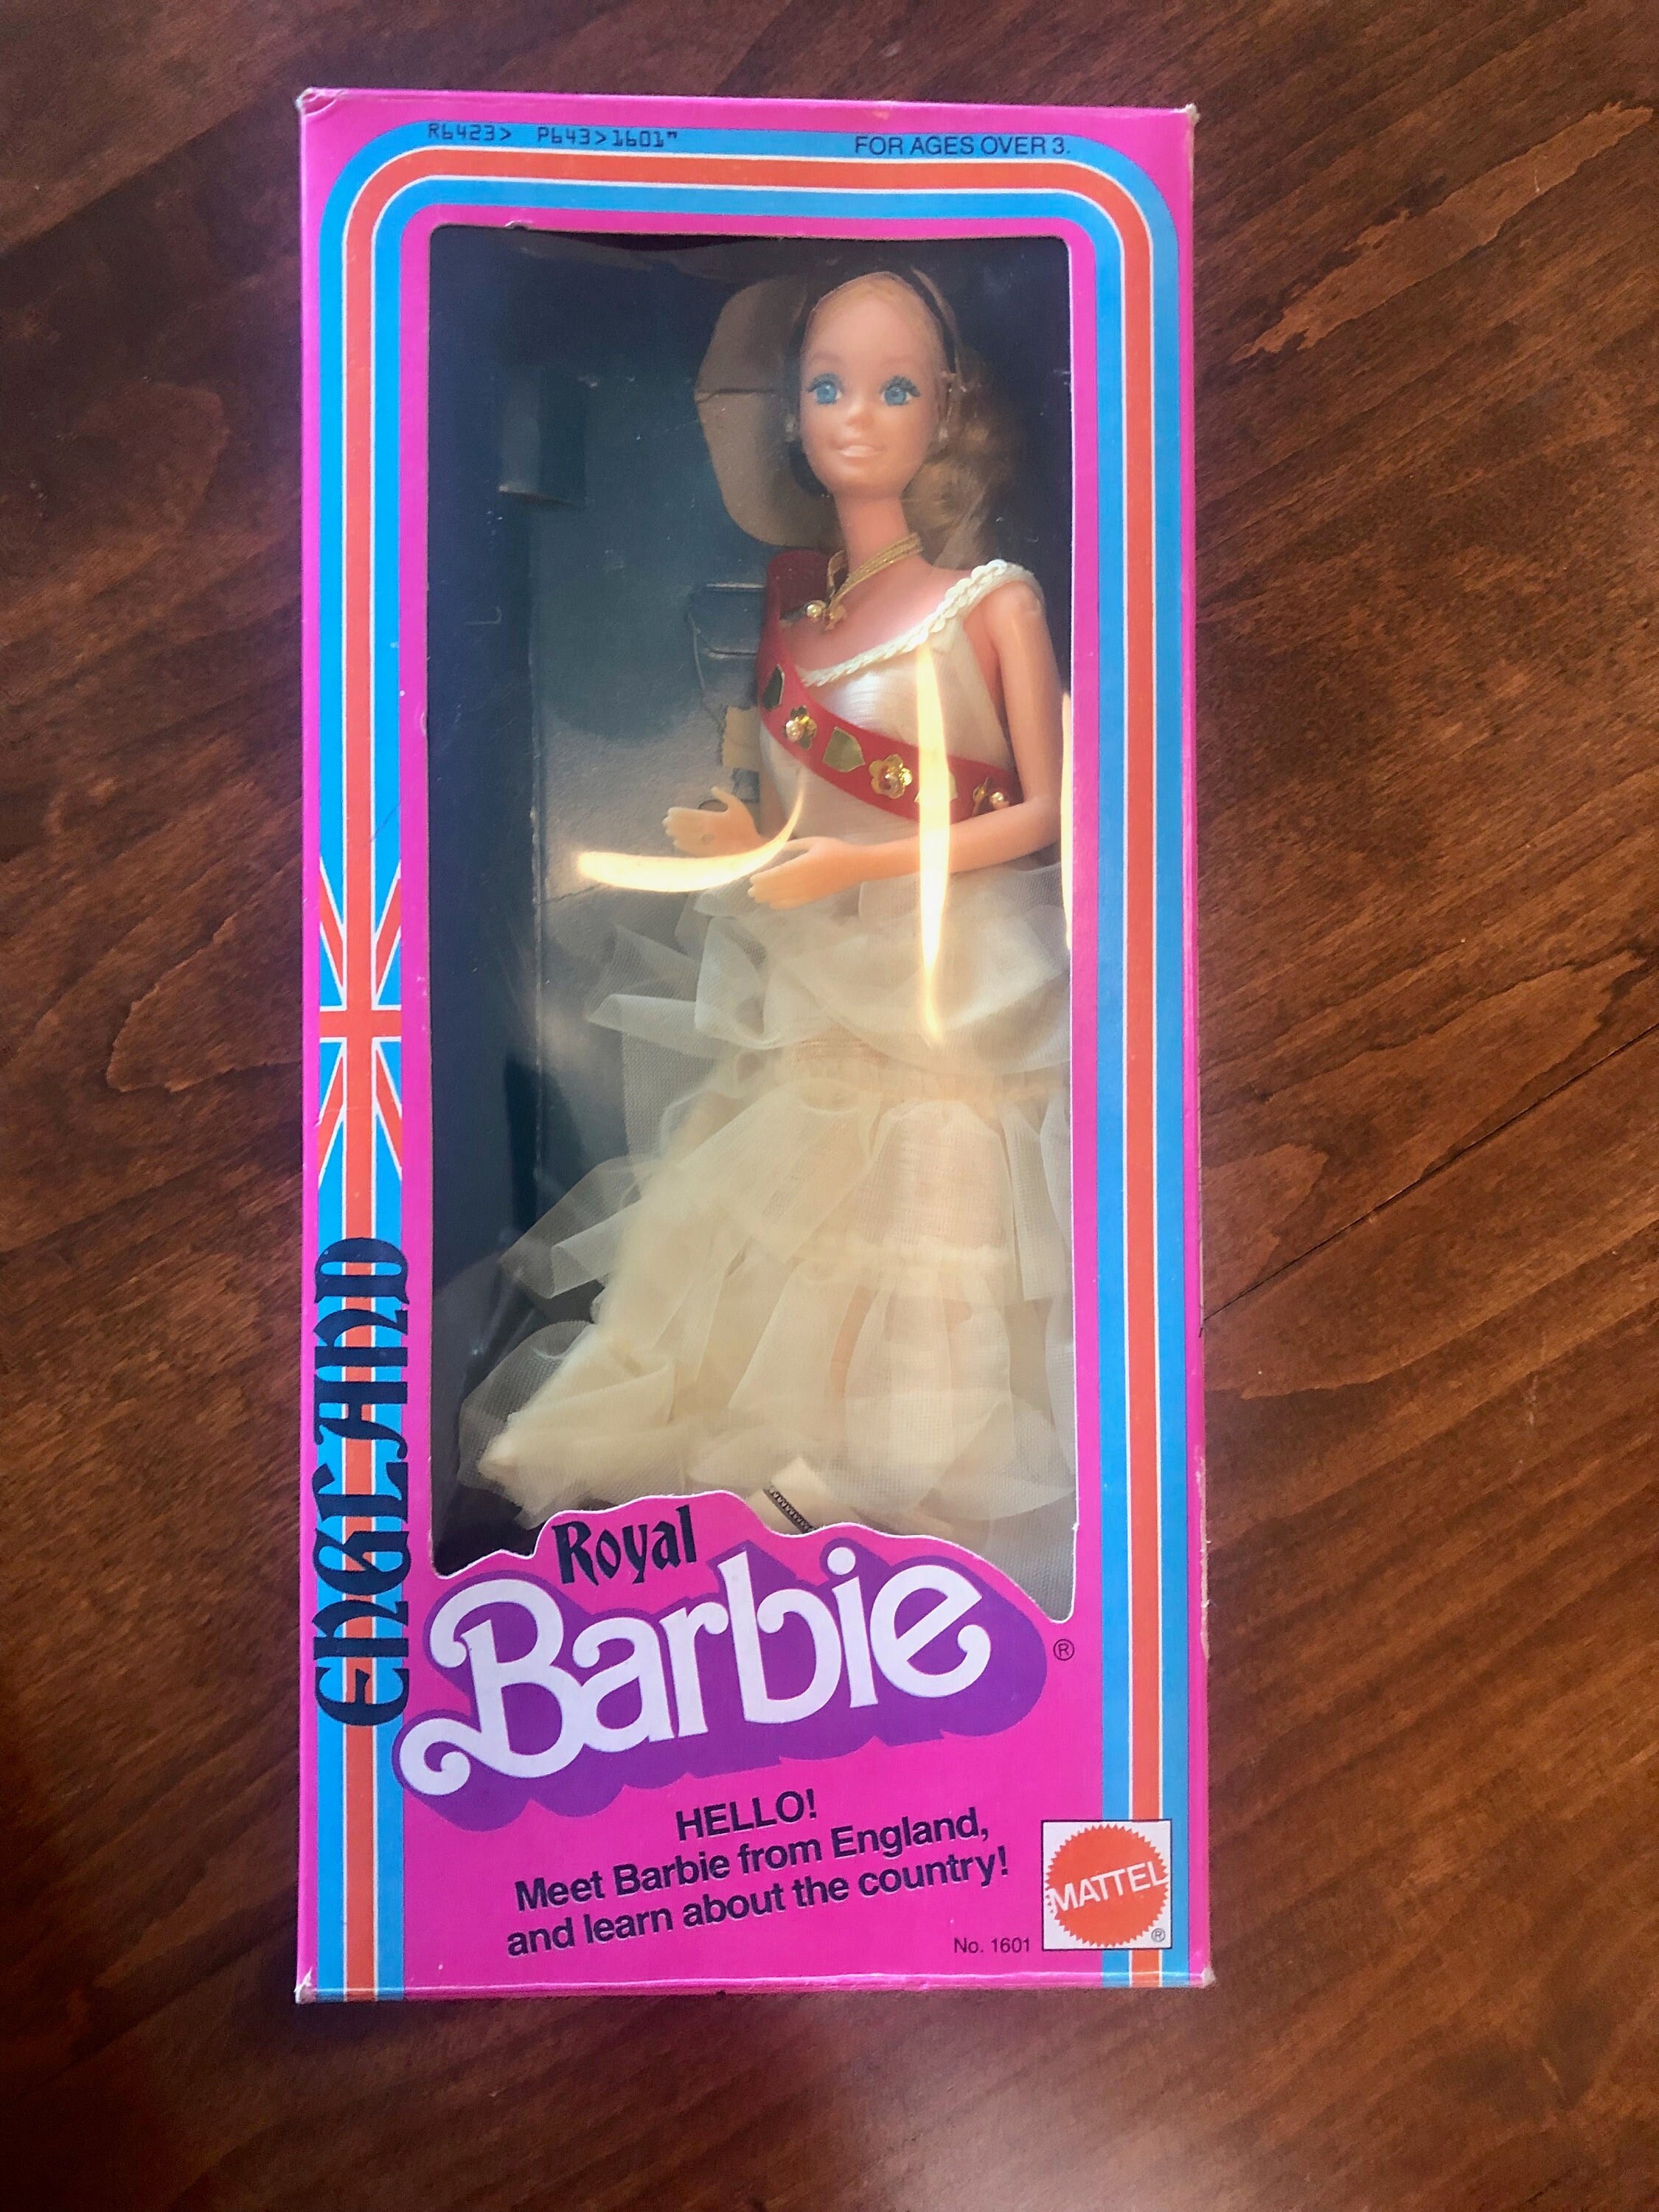 R6423> P643>1601"
FOR AGES OVER 3.
ENGLAND
Royal
Barbie®
HELLO!
Meet Barbie from England,
and learn about the country!
No. 1601
MATTEL®